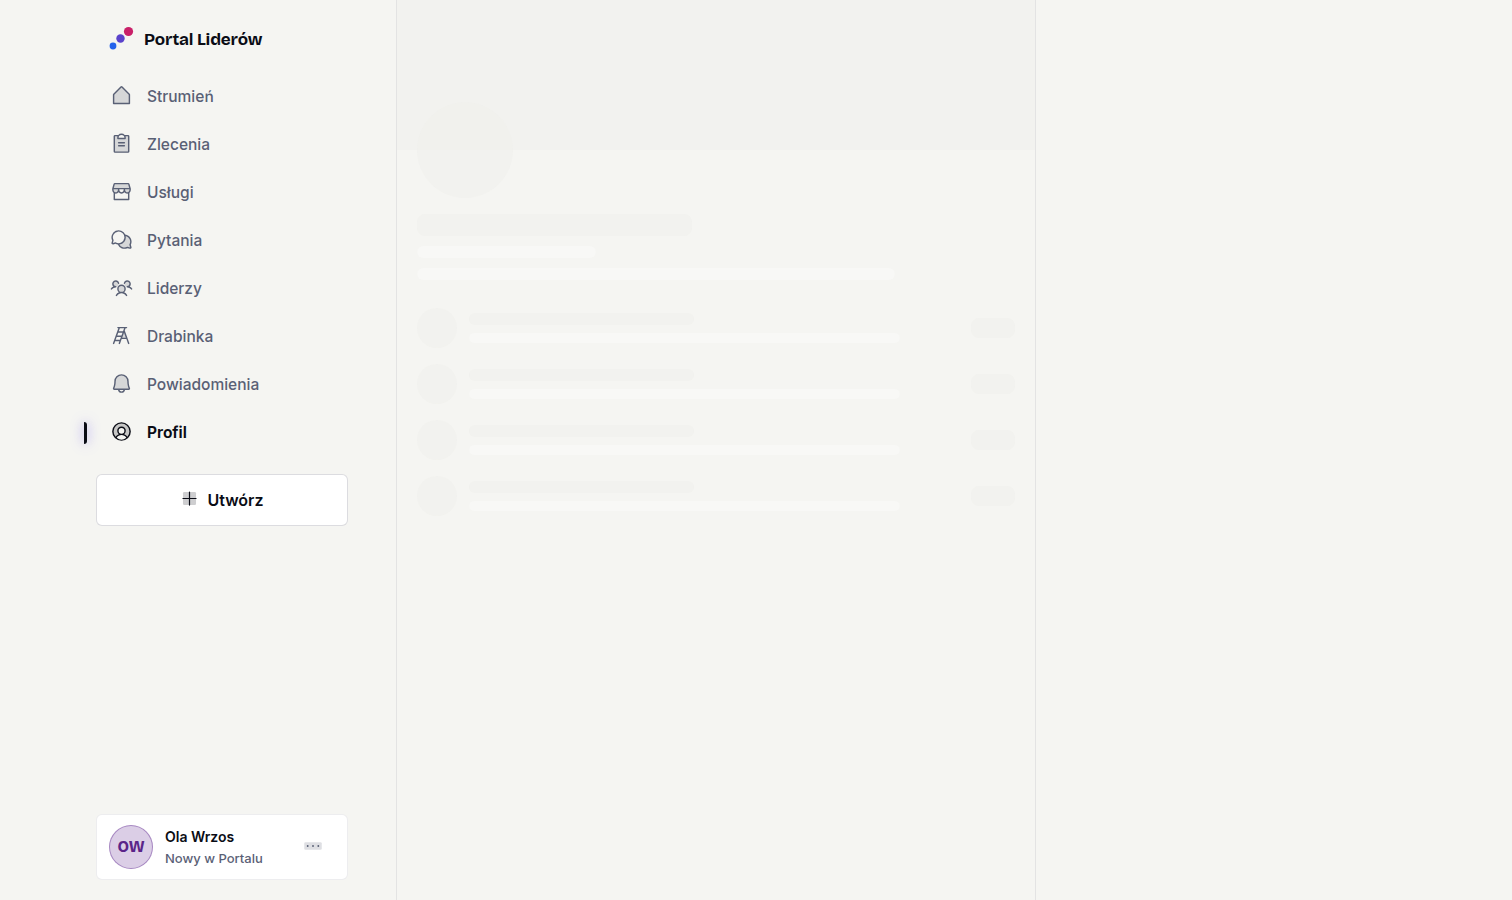 Portal Liderów
Strumień
Zlecenia
Usługi
Pytania
Liderzy
Drabinka
Powiadomienia
Profil
Utwórz
OW
Ola Wrzos
Nowy w Portalu